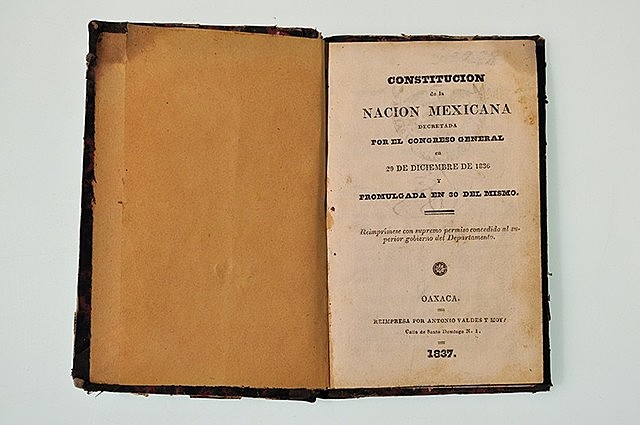 CONSTITUCION
de la
NACION MEXICANA
DECRETADA
POR EL CONGRESO GENERAL
en
29 DE DICIEMBRE DE 1836
Y
PROMULGADA EN 30 DEL MISMO.
Reimprimese con supremo permiso concedido al su-
perior gobierno del Departamento.
OAXACA.
REIMPRESA POR ANTONIO VALDES Y MOYA
Calle de Santo Domingo N. 1.
1837.